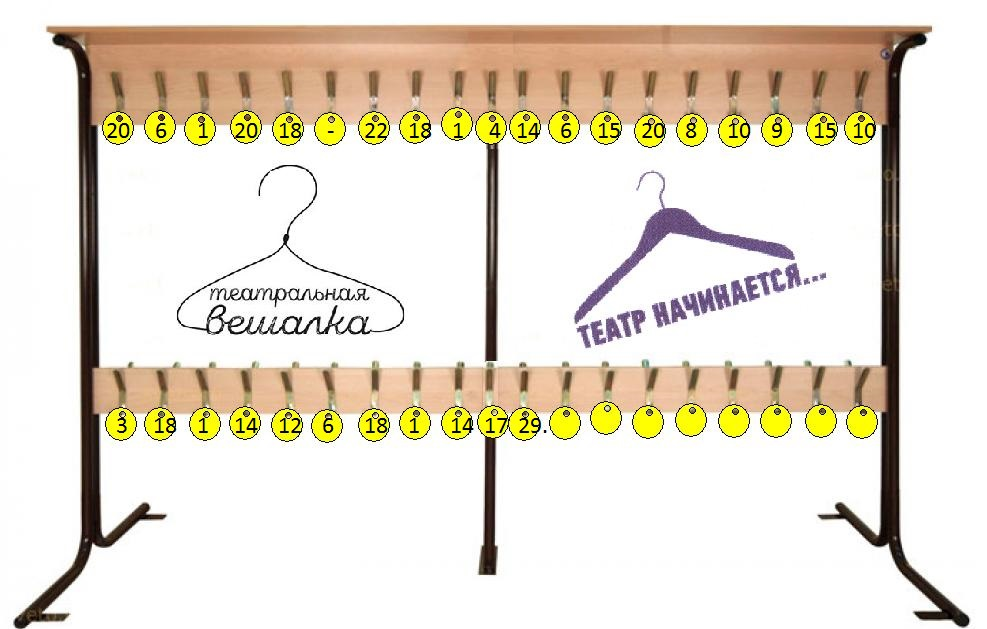 20 6 1 20 18 - 22 18 1 4 14 6 15 20 8 10 9 15 10
театральная
вешалка
ТЕАТР НАЧИНАЕТСЯ...
3 18 1 14 12 6 18 1 14 17 29.